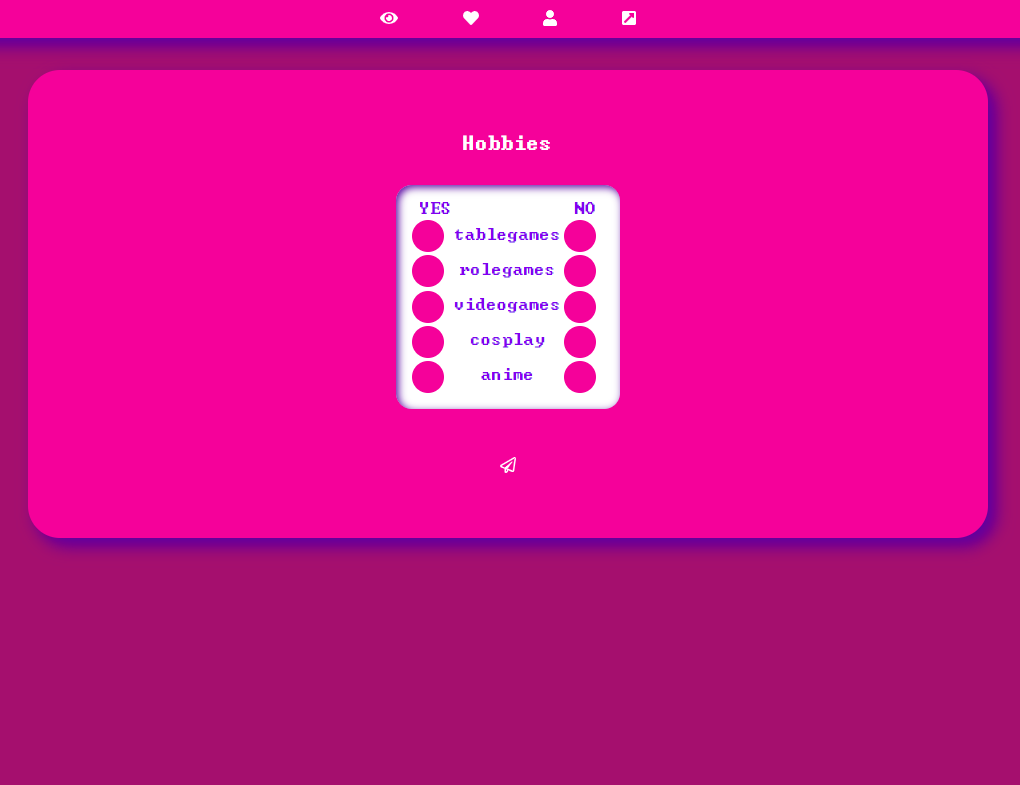 Hobbies
YES NO
tablegames
rolegames
videogames
cosplay
anime